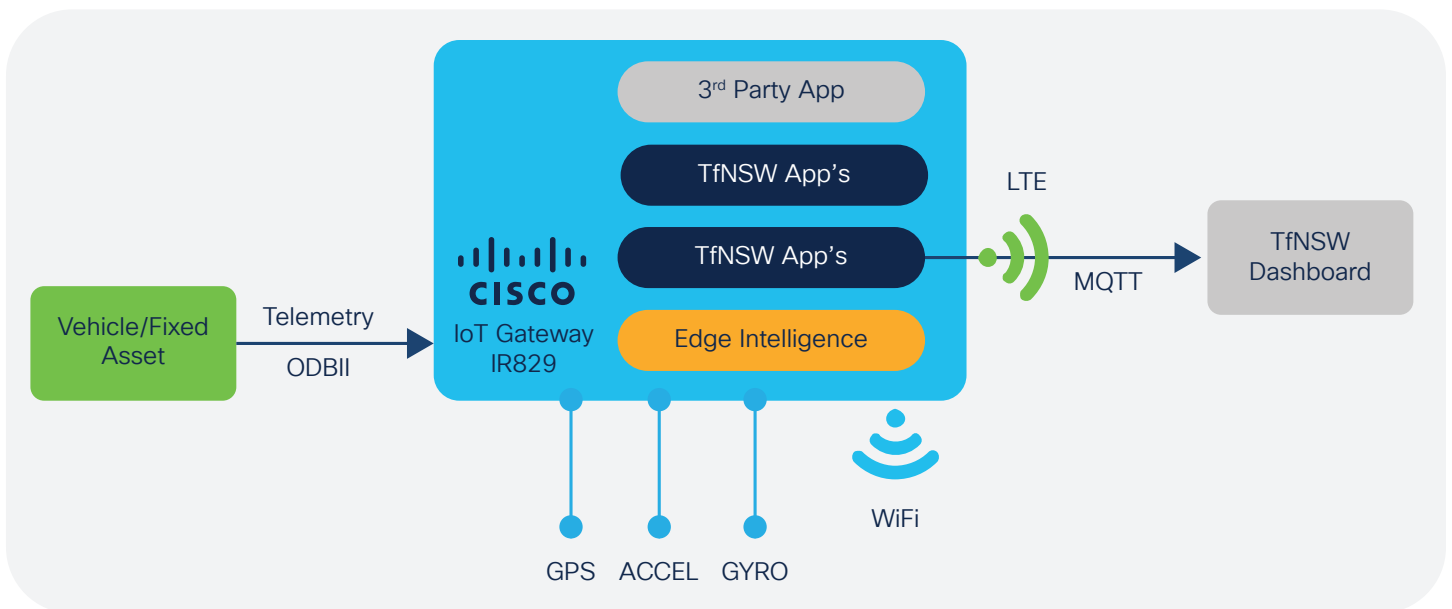 3rd Party App
TfNSW App's
TfNSW App's
Edge Intelligence
CISCO
IoT Gateway
IR829
Vehicle/Fixed
Asset
Telemetry
ODBII
LTE
MQTT
TfNSW
Dashboard
WiFi
GPS
ACCEL
GYRO